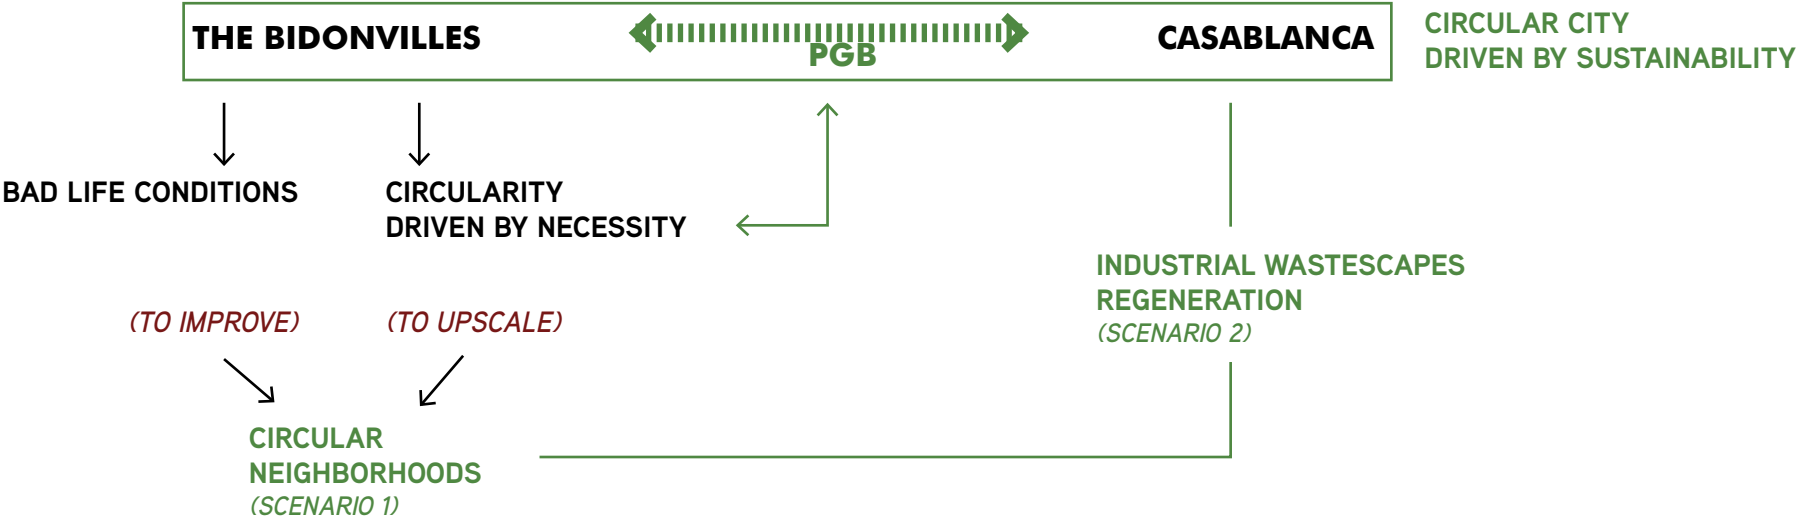 THE BIDONVILLES
PGB
CASABLANCA
CIRCULAR CITY
DRIVEN BY SUSTAINABILITY
BAD LIFE CONDITIONS
CIRCULARITY
DRIVEN BY NECESSITY
INDUSTRIAL WASTESCAPES
REGENERATION
(SCENARIO 2)
(TO IMPROVE)
(TO UPSCALE)
CIRCULAR
NEIGHBORHOODS
(SCENARIO 1)